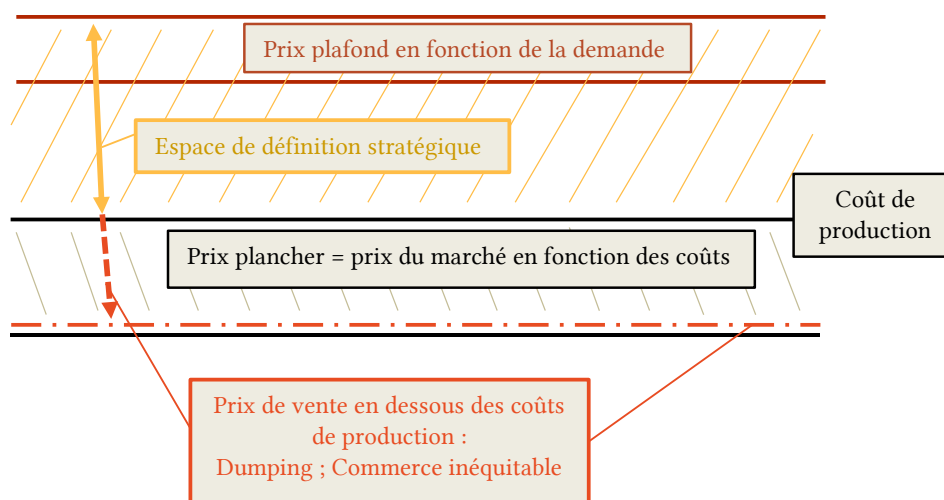 Prix plafond en fonction de la demande
Espace de définition stratégique
Coût de
production
Prix plancher = prix du marché en fonction des coûts
Prix de vente en dessous des coûts
de production :
Dumping ; Commerce inéquitable